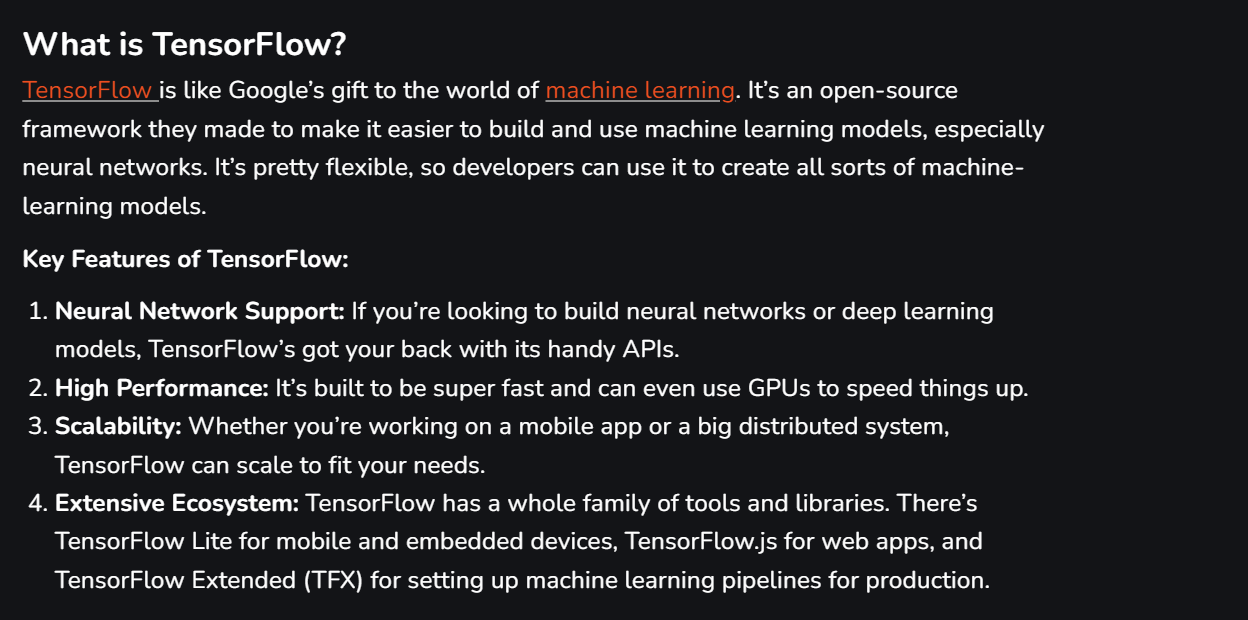 What is TensorFlow?
TensorFlow is like Google’s gift to the world of machine learning. It’s an open-source
framework they made to make it easier to build and use machine learning models, especially
neural networks. It’s pretty flexible, so developers can use it to create all sorts of machine-
learning models.
Key Features of TensorFlow:
1. Neural Network Support: If you’re looking to build neural networks or deep learning
models, TensorFlow’s got your back with its handy APIs.
2. High Performance: It’s built to be super fast and can even use GPUs to speed things up.
3. Scalability: Whether you’re working on a mobile app or a big distributed system,
TensorFlow can scale to fit your needs.
4. Extensive Ecosystem: TensorFlow has a whole family of tools and libraries. There’s
TensorFlow Lite for mobile and embedded devices, TensorFlow.js for web apps, and
TensorFlow Extended (TFX) for setting up machine learning pipelines for production.